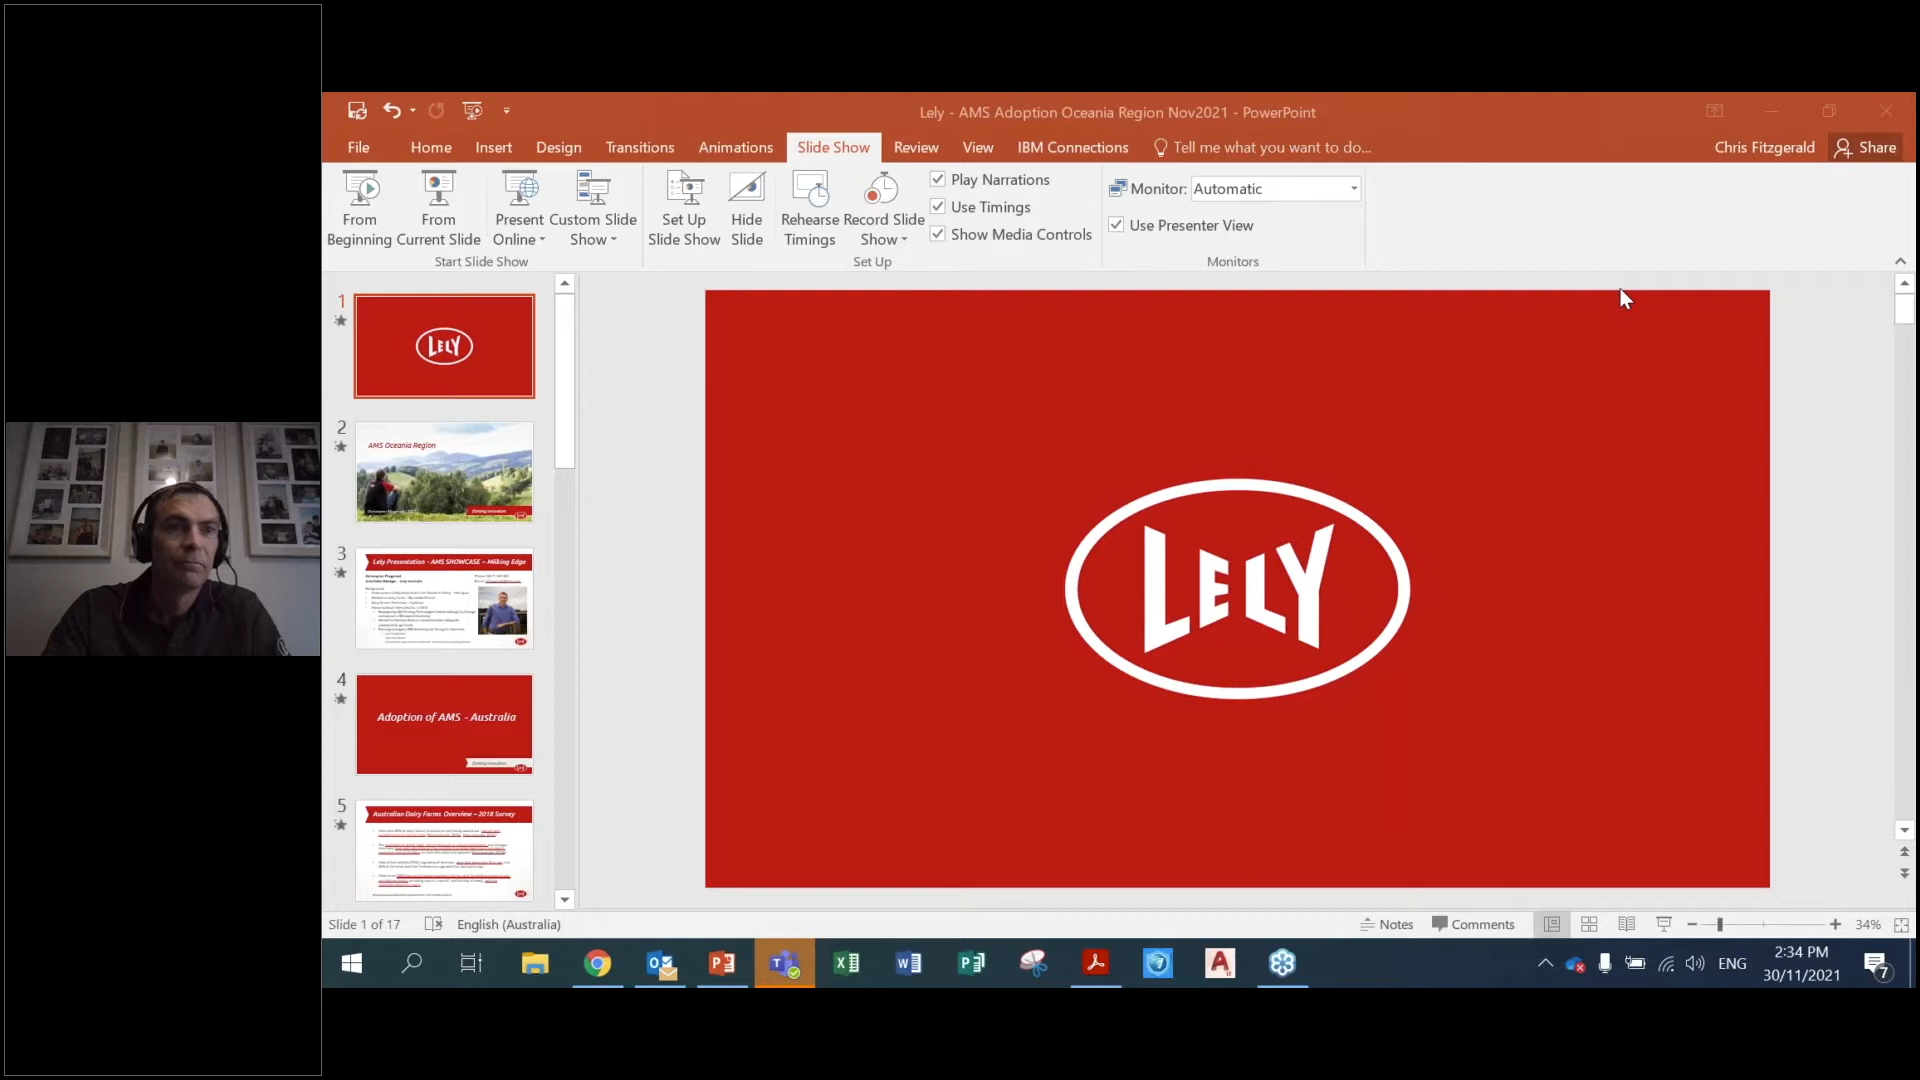 Lely - AMS Adoption Oceania Region Nov2021 - PowerPoint
File Home Insert Design Transitions Animations Slide Show Review View IBM Connections Tell me what you want to do... Chris Fitzgerald Share
From Beginning
From Current Slide
Present Online
Custom Slide Show
Set Up Slide Show
Hide Slide
Rehearse Timings
Record Slide Show
Play Narrations
Use Timings
Show Media Controls
Monitor: Automatic
Use Presenter View
Start Slide Show
Set Up
Monitors
1
LELY
2
AMS Oceania Region
3
Lely Presentation - AMS SHOWCASE – Milking Edge
4
Adoption of AMS - Australia
5
Australian Dairy Farms Overview – 2018 Survey
LELY
Slide 1 of 17 English (Australia) Notes Comments 34%
ENG
2:34 PM
30/11/2021
7